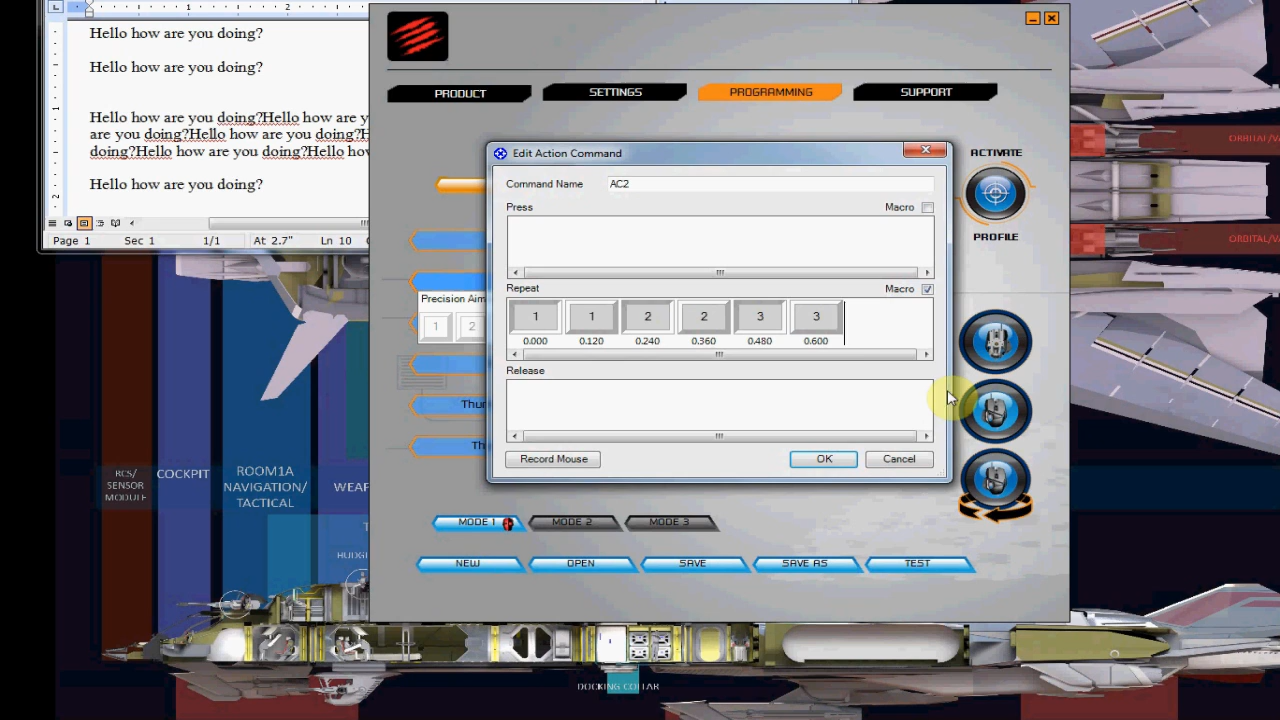 Hello how are you doing?
Hello how are you doing?
Hello how are you doing?Hello how are y
are you doing?Hello how are you doing?H
doing?Hello how are you doing?Hello hov
Hello how are you doing?
Page 1 Sec 1 1/1 At 2.7" Ln 10
PRODUCT SETTINGS PROGRAMMING SUPPORT
Edit Action Command
Command Name AC2
Press Macro
Repeat Macro
1 1 2 2 3 3
0.000 0.120 0.240 0.360 0.480 0.600
Release
Record Mouse OK Cancel
Precision Aim
1 2
Thu
Th
ACTIVATE
PROFILE
MODE 1 MODE 2 MODE 3
NEW OPEN SAVE SAVE AS TEST
RCS/
SENSOR
MODULE
COCKPIT
ROOM1A
NAVIGATION/
TACTICAL
WEAP
HUDGI
DOCKING COLLAR
ORBITAL/VA
ORBITAL/VA